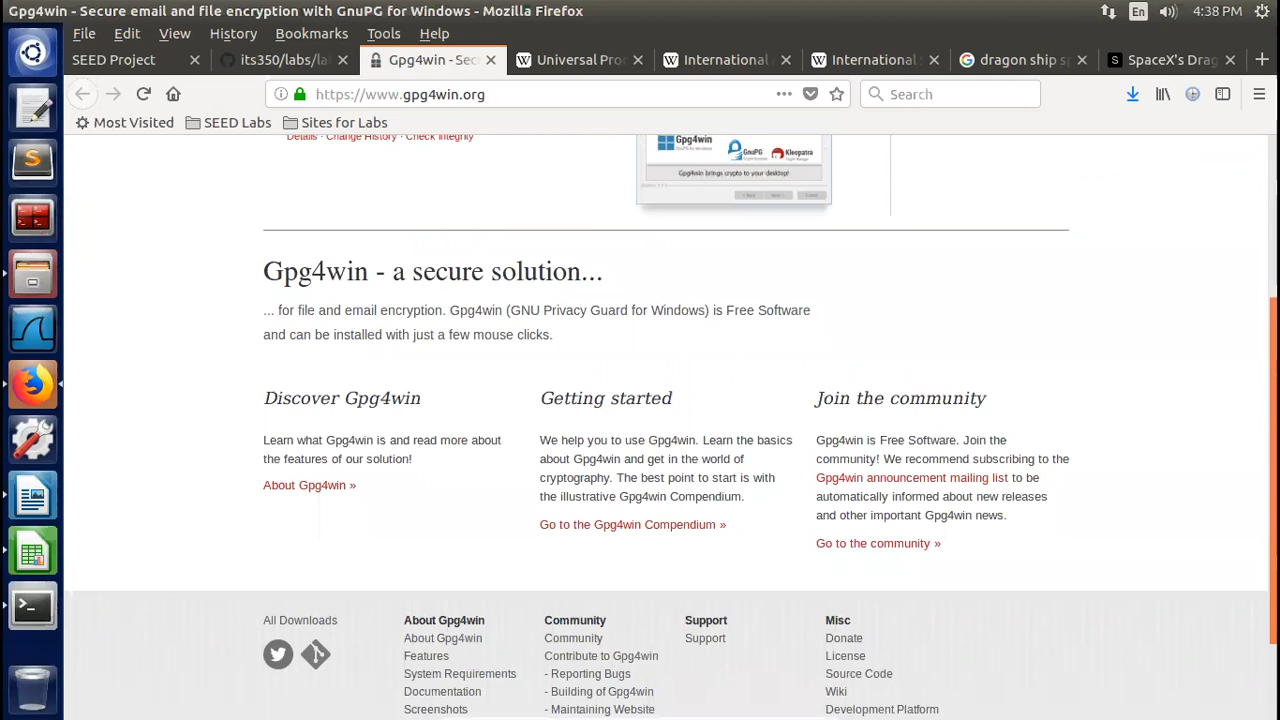 Gpg4win - Secure email and file encryption with GnuPG for Windows - Mozilla Firefox
En
4:38 PM
File Edit View History Bookmarks Tools Help
SEED Project
its350/labs/la
Gpg4win - Sec
Universal Pro
International
International
dragon ship s
SpaceX's Drag
https://www.gpg4win.org
Search
Most Visited
SEED Labs
Sites for Labs
Details · Change History · Check integrity
Gpg4win
GnuPG
Kleopatra
Gpg4win brings crypto to your desktop!
Gpg4win - a secure solution...
... for file and email encryption. Gpg4win (GNU Privacy Guard for Windows) is Free Software
and can be installed with just a few mouse clicks.
Discover Gpg4win
Learn what Gpg4win is and read more about
the features of our solution!
About Gpg4win »
Getting started
We help you to use Gpg4win. Learn the basics
about Gpg4win and get in the world of
cryptography. The best point to start is with
the illustrative Gpg4win Compendium.
Go to the Gpg4win Compendium »
Join the community
Gpg4win is Free Software. Join the
community! We recommend subscribing to the
Gpg4win announcement mailing list to be
automatically informed about new releases
and other important Gpg4win news.
Go to the community »
All Downloads
About Gpg4win
About Gpg4win
Features
System Requirements
Documentation
Screenshots
Community
Community
Contribute to Gpg4win
- Reporting Bugs
- Building of Gpg4win
- Maintaining Website
Support
Support
Misc
Donate
License
Source Code
Wiki
Development Platform